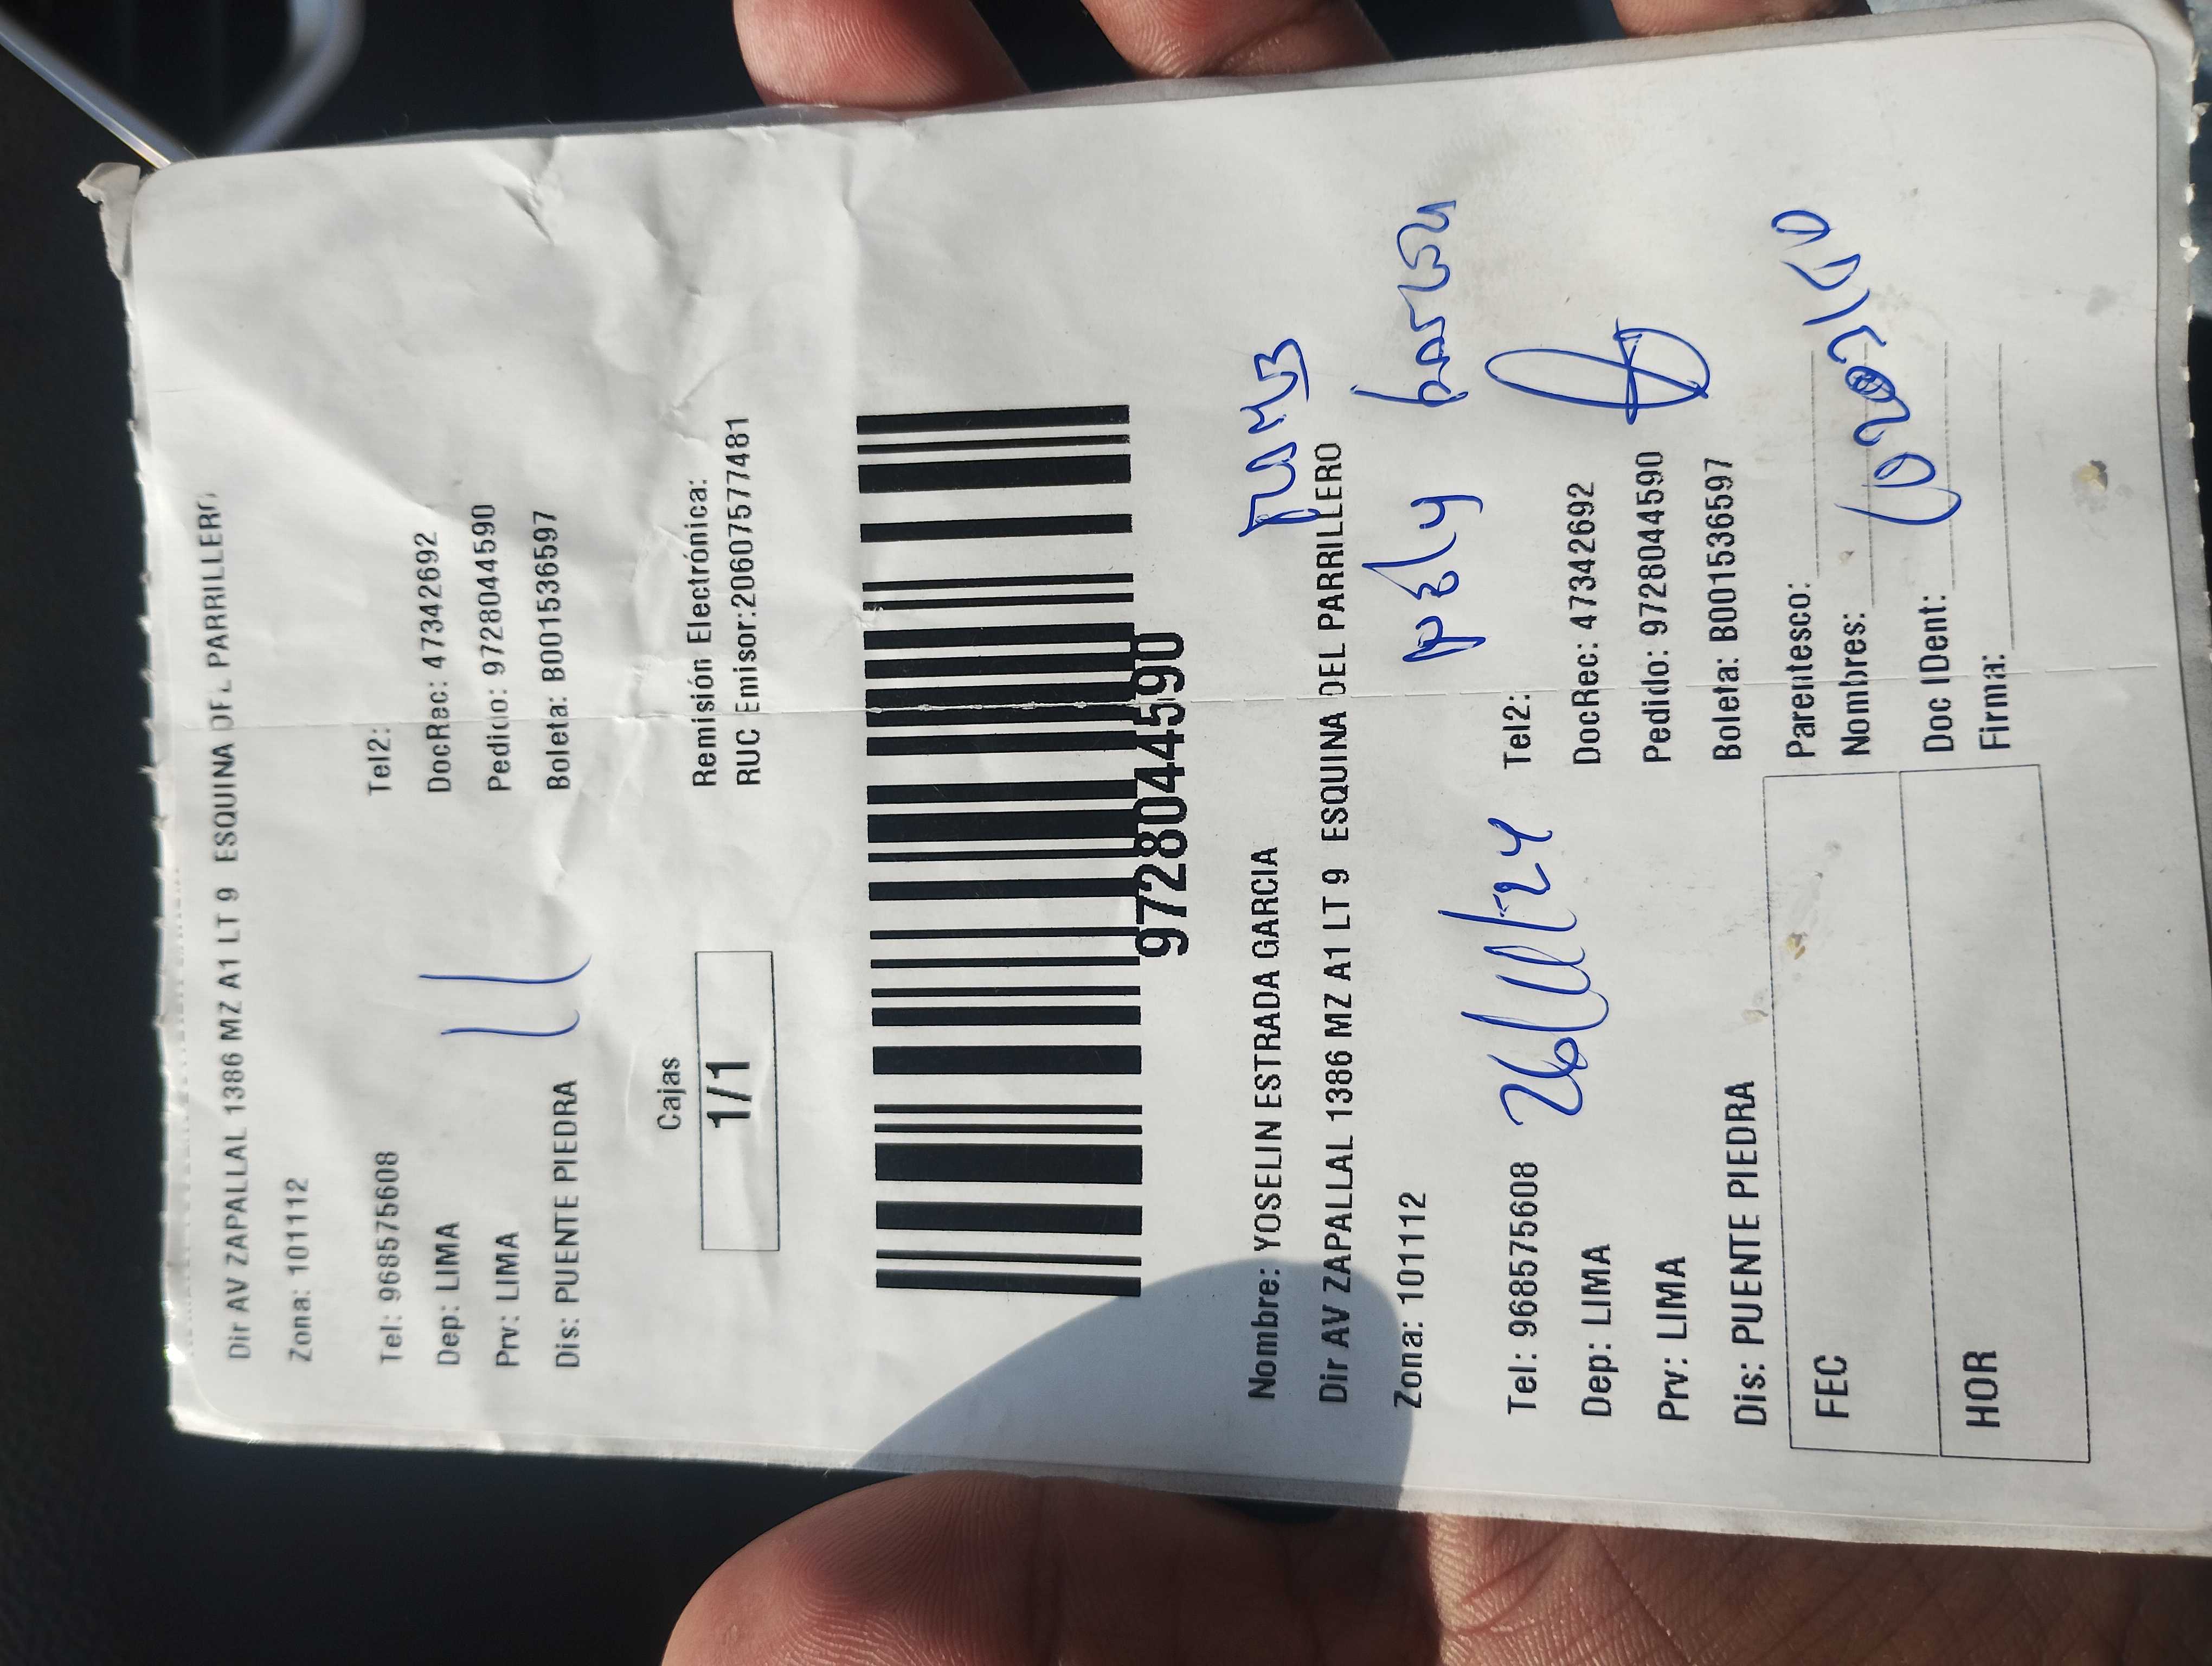 Dir AV ZAPALLAL 1386 MZ A1 LT 9 ESQUINA DEL PARRILLERO
Zona: 101112
Tel: 968575608 Tel2:
Dep: LIMA DocRec: 47342692
Prv: LIMA Pedido: 97280444590
Dis: PUENTE PIEDRA Boleta: B001536597
Cajas
1/1
Remisión Electrónica:
RUC Emisor:20607577481
97280444590
Nombre: YOSELIN ESTRADA GARCIA
Dir AV ZAPALLAL 1386 MZ A1 LT 9 ESQUINA DEL PARRILLERO
Zona: 101112
Tel: 968575608 Tel2:
Dep: LIMA DocRec: 47342692
Prv: LIMA Pedido: 97280444590
Dis: PUENTE PIEDRA Boleta: B001536597
FEC
HOR
Parentesco:
Nombres:
Doc IDent:
Firma: